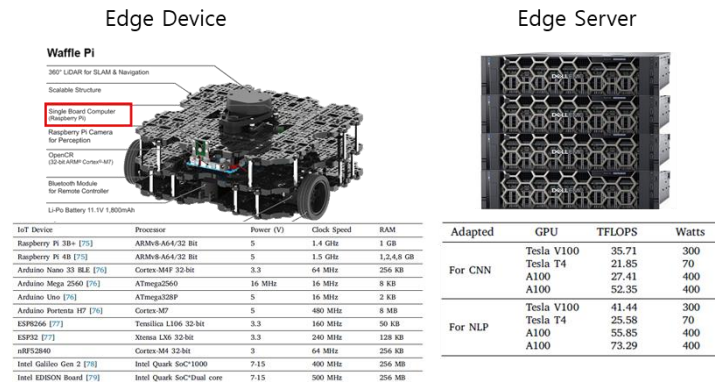 Edge Device
Edge Server
Waffle Pi
360° LiDAR for SLAM & Navigation
Scalable Structure
Single Board Computer
(Raspberry Pi)
Raspberry Pi Camera
for Perception
OpenCR
(32-bit ARM® Cortex®-M7)
Bluetooth Module
for Remote Controller
Li-Po Battery 11.1V 1,800mAh
IoT Device Processor Power (V) Clock Speed RAM
Raspberry Pi 3B+ [75] ARMv8-A64/32 Bit 5 1.4 GHz 1 GB
Raspberry Pi 4B [75] ARMv8-A64/32 Bit 5 1.5 GHz 1,2,4,8 GB
Arduino Nano 33 BLE [76] Cortex-M4F 32-bit 3.3 64 MHz 256 KB
Arduino Mega 2560 [76] ATmega2560 16 MHz 16 MHz 8 KB
Arduino Uno [76] ATmega328P 5 16 MHz 2 KB
Arduino Portenta H7 [76] Cortex-M7 5 480 MHz 8 MB
ESP8266 [77] Tensilica L106 32-bit 3.3 160 MHz 50 KB
ESP32 [77] Xtensa LX6 32-bit 3.3 240 MHz 128 KB
nRF52840 Cortex-M4 32-bit 3 64 MHz 256 KB
Intel Galileo Gen 2 [78] Intel Quark SoC*1000 7-15 400 MHz 256 MB
Intel EDISON Board [79] Intel Quark SoC*Dual core 7-15 500 MHz 256 MB
Adapted GPU TFLOPS Watts
For CNN
Tesla V100 35.71 300
Tesla T4 21.85 70
A100 27.41 400
A100 52.35 400
For NLP
Tesla V100 41.44 300
Tesla T4 25.58 70
A100 55.85 400
A100 73.29 400